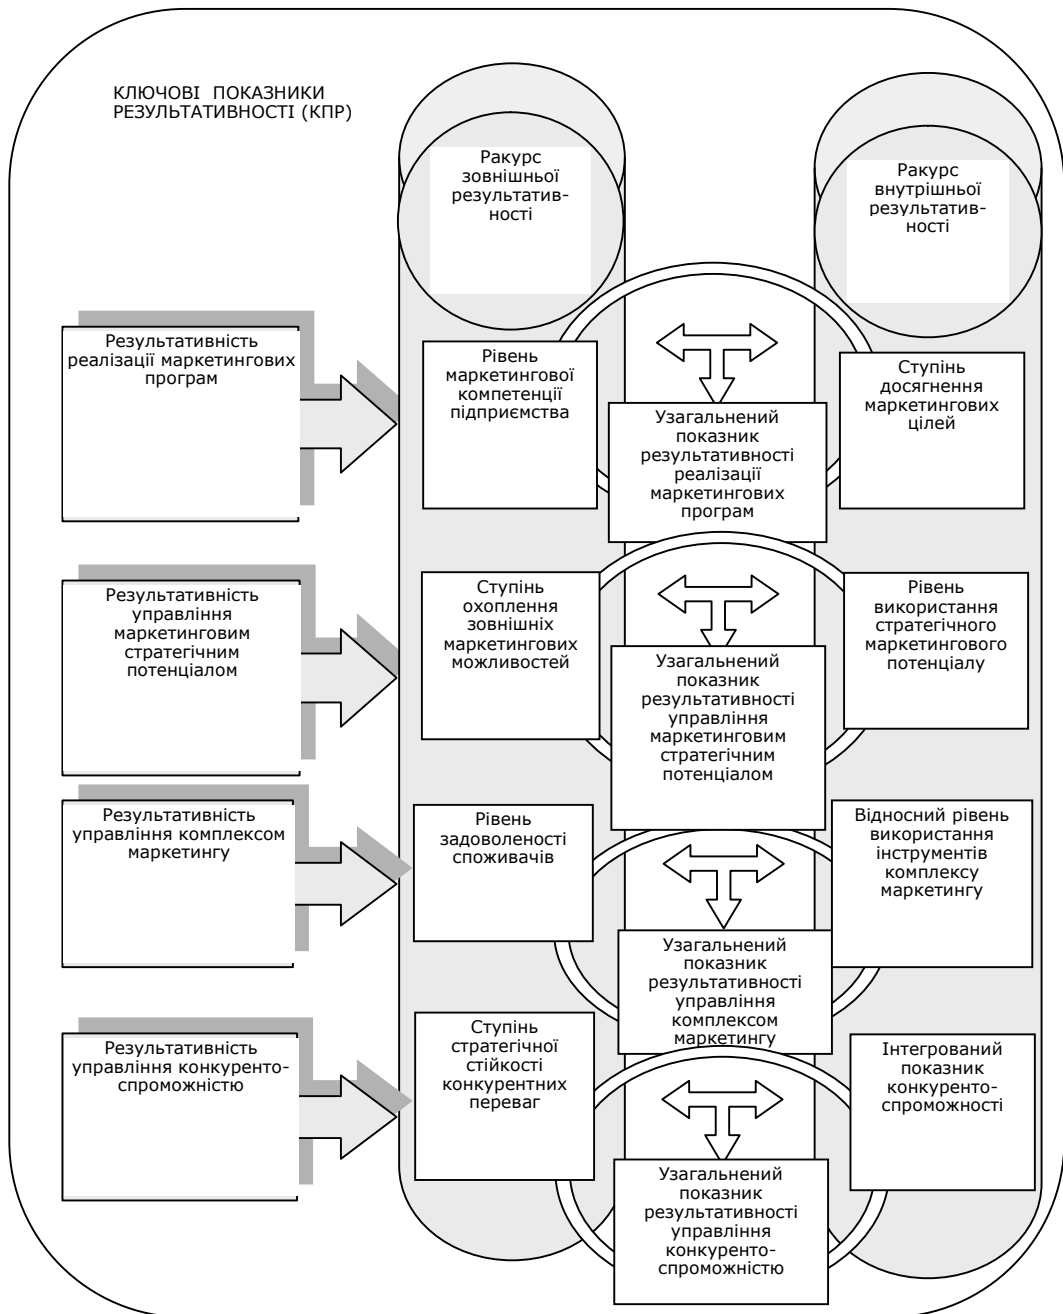 КЛЮЧОВІ ПОКАЗНИКИ
РЕЗУЛЬТАТИВНОСТІ (КПР)
Ракурс
зовнішньої
результатив-
ності
Ракурс
внутрішньої
результатив-
ності
Результативність
реалізації маркетингових
програм
Рівень
маркетингової
компетенції
підприємства
Узагальнений
показник
результативності
реалізації
маркетингових
програм
Ступінь
досягнення
маркетингових
цілей
Результативність
управління
маркетинговим
стратегічним
потенціалом
Ступінь
охоплення
зовнішніх
маркетингових
можливостей
Узагальнений
показник
результативності
управління
маркетинговим
стратегічним
потенціалом
Рівень
використання
стратегічного
маркетингового
потенціалу
Результативність
управління комплексом
маркетингу
Рівень
задоволеності
споживачів
Узагальнений
показник
результативності
управління
комплексом
маркетингу
Відносний рівень
використання
інструментів
комплексу
маркетингу
Результативність
управління конкуренто-
спроможністю
Ступінь
стратегічної
стійкості
конкурентних
переваг
Узагальнений
показник
результативності
управління
конкуренто-
спроможністю
Інтегрований
показник
конкуренто-
спроможності